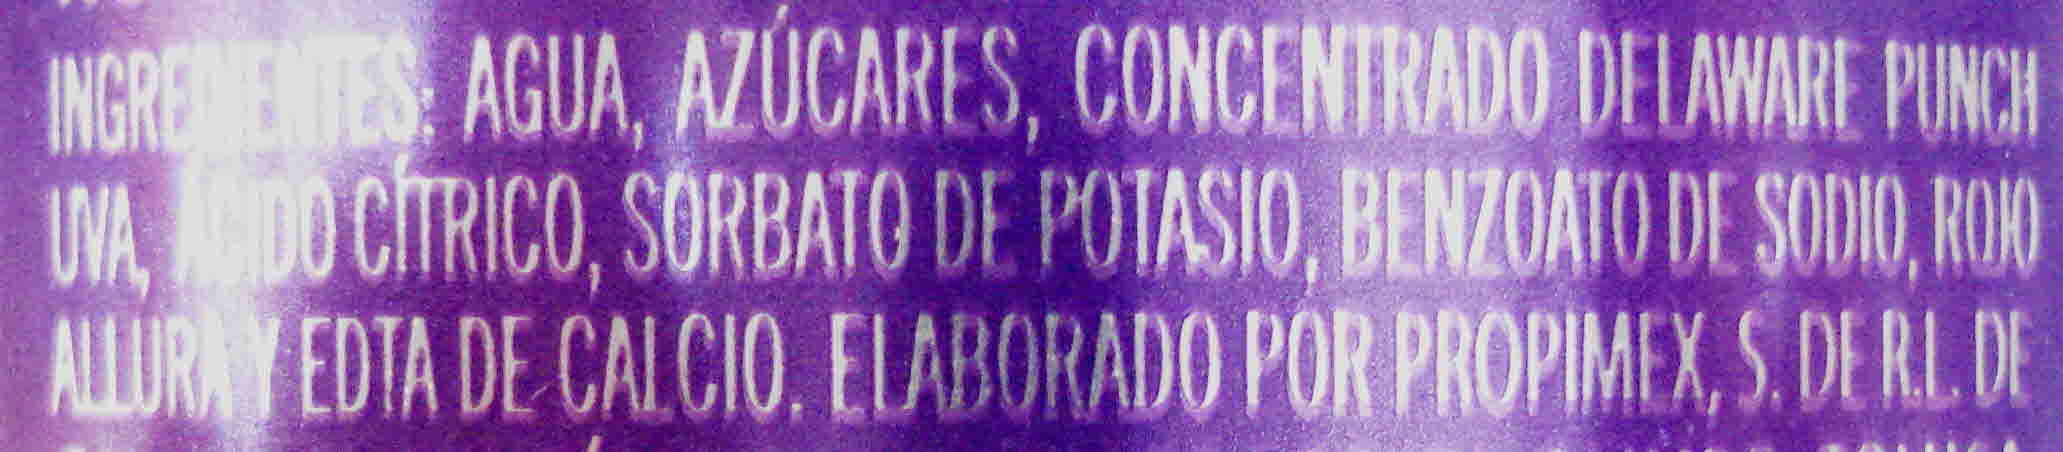 INGREDIENTES: AGUA, AZÚCARES, CONCENTRADO DELAWARE PUNCH
UVA, ÁCIDO CÍTRICO, SORBATO DE POTASIO, BENZOATO DE SODIO, ROJO
ALLURA Y EDTA DE CALCIO. ELABORADO POR PROPIMEX, S. DE R.L. DE